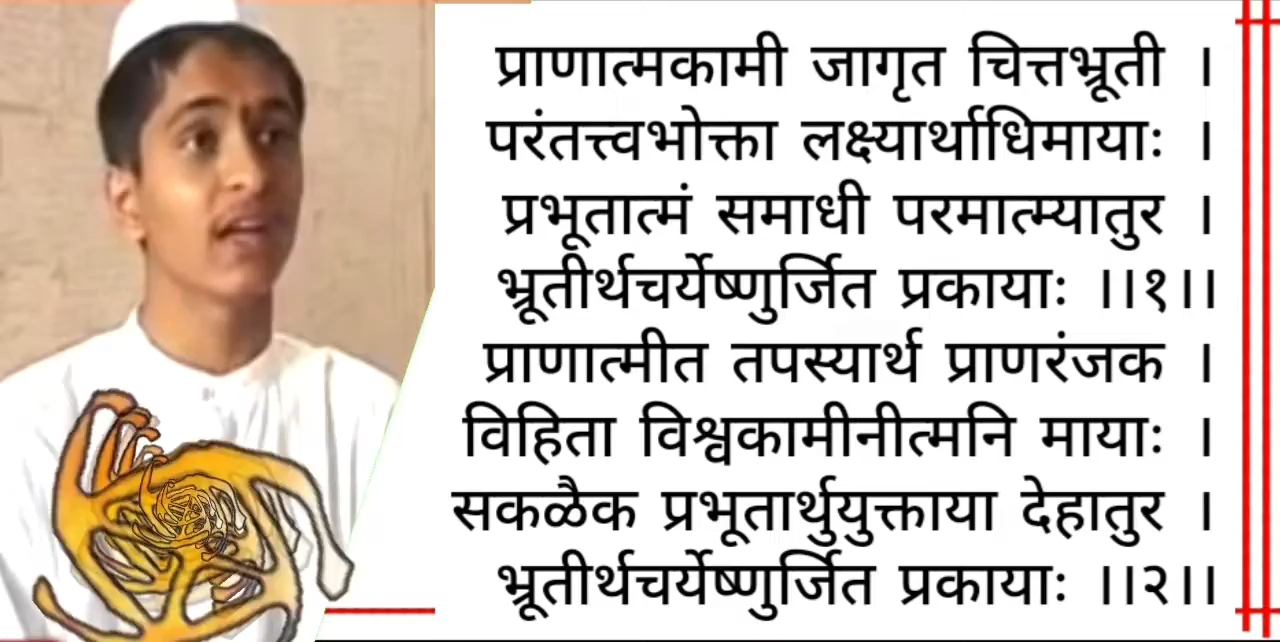 प्राणात्मकामी जागृत चित्तभ्रूती ।
परंतत्त्वभोक्ता लक्ष्यार्थाधिमायाः ।
प्रभूतात्मं समाधी परमात्म्यातुर ।
भ्रूतीर्थचर्येष्णुर्जित प्रकायाः ।।१।।
प्राणात्मीत तपस्यार्थ प्राणरंजक ।
विहिता विश्वकामीनीत्मनि मायाः ।
सकळैक प्रभूतार्थुयुक्ताया देहातुर ।
भ्रूतीर्थचर्येष्णुर्जित प्रकायाः ।।२।।